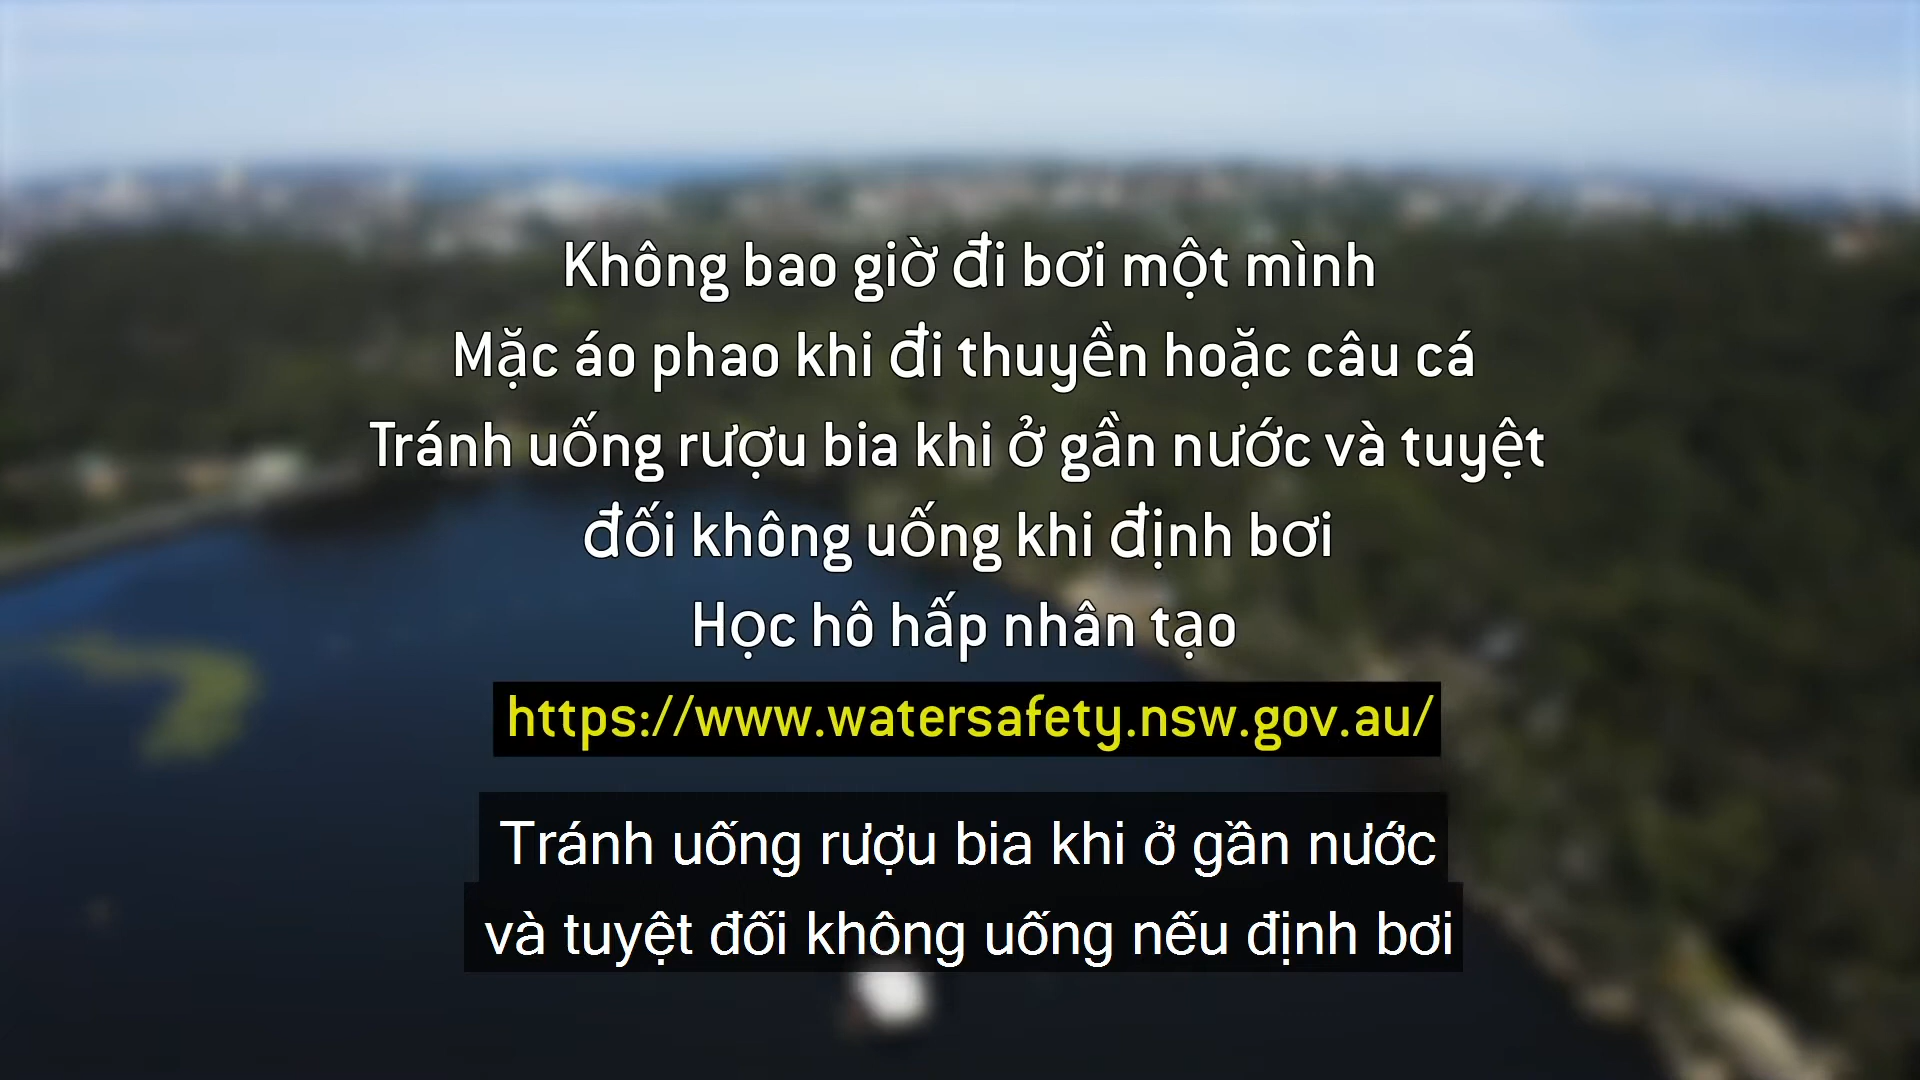 Không bao giờ đi bơi một mình
Mặc áo phao khi đi thuyền hoặc câu cá
Tránh uống rượu bia khi ở gần nước và tuyệt
đối không uống khi định bơi
Học hô hấp nhân tạo
https://www.watersafety.nsw.gov.au/
Tránh uống rượu bia khi ở gần nước
và tuyệt đối không uống nếu định bơi